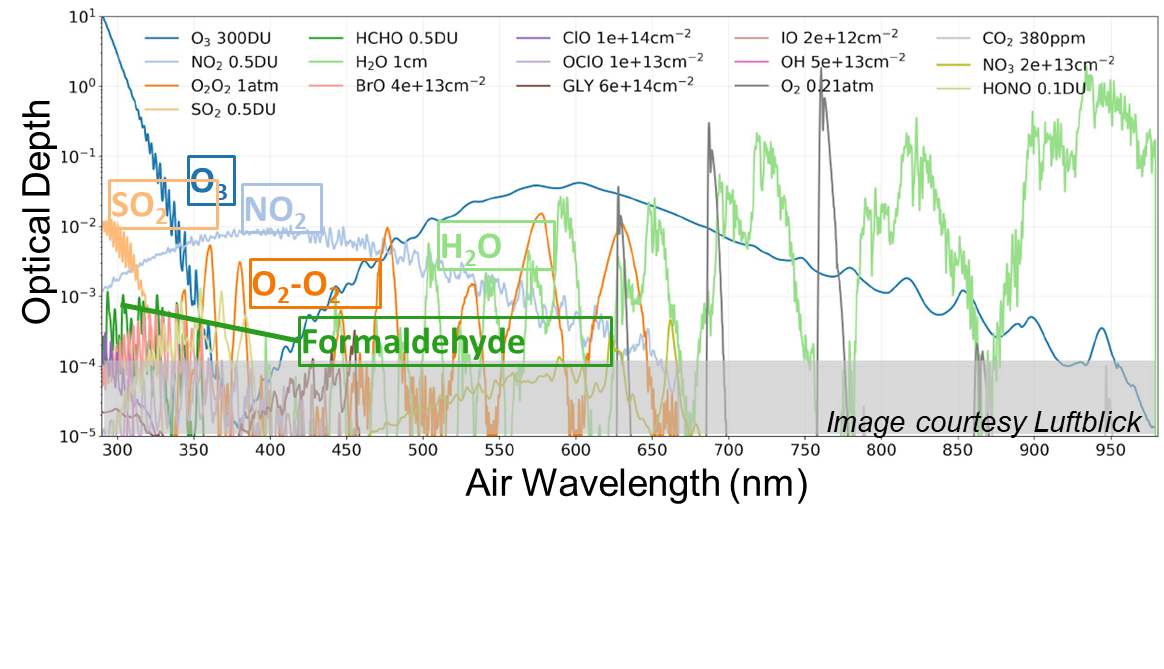 Optical Depth
10¹
10⁰
10⁻¹
10⁻²
10⁻³
10⁻⁴
10⁻⁵
O₃ 300DU
NO₂ 0.5DU
O₂O₂ 1atm
SO₂ 0.5DU
HCHO 0.5DU
H₂O 1cm
BrO 4e+13cm⁻²
ClO 1e+14cm⁻²
OClO 1e+13cm⁻²
GLY 6e+14cm⁻²
IO 2e+12cm⁻²
OH 5e+13cm⁻²
O₂ 0.21atm
CO₂ 380ppm
NO₃ 2e+13cm⁻²
HONO 0.1DU
O₃
SO₂
NO₂
H₂O
O₂-O₂
Formaldehyde
Image courtesy Luftblick
300 350 400 450 500 550 600 650 700 750 800 850 900 950
Air Wavelength (nm)